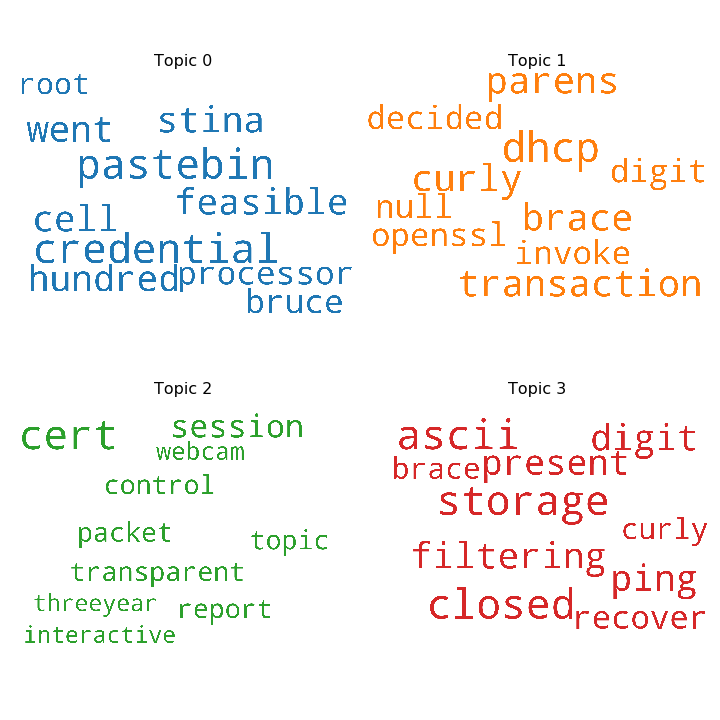 Topic 0
root
stina
went
pastebin
feasible
cell
credential
hundred
processor
bruce
Topic 1
parens
decided
dhcp
digit
curly
null
brace
openssl
invoke
transaction
Topic 2
cert
session
webcam
control
packet
topic
transparent
threeyear
report
interactive
Topic 3
ascii
digit
brace
present
storage
curly
filtering
ping
closed
recover